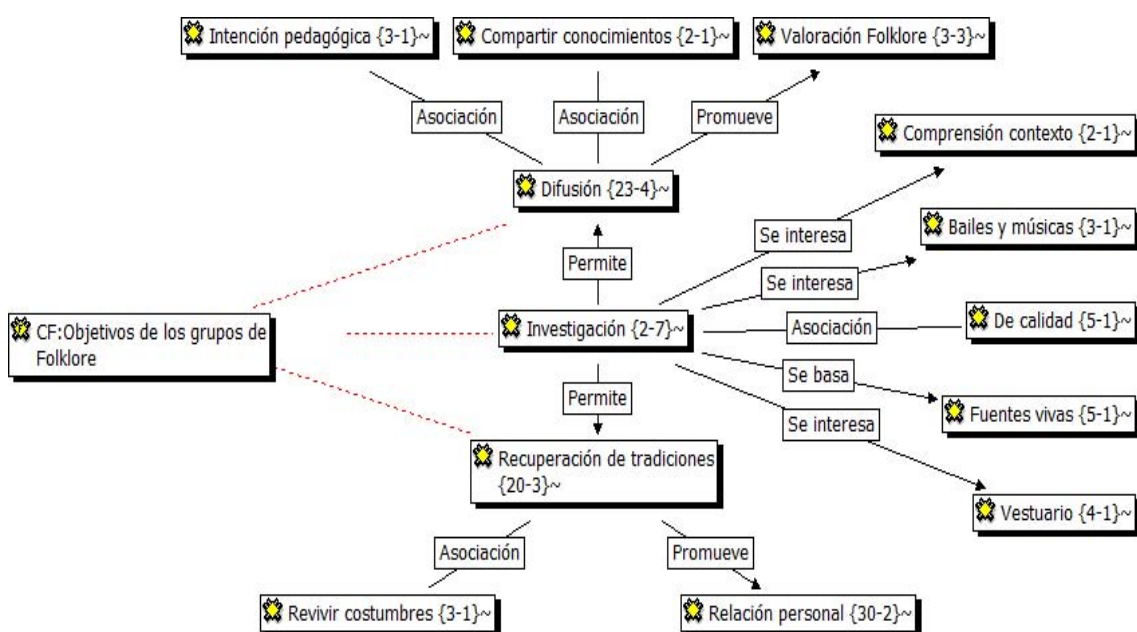 Intención pedagógica {3-1}~
Compartir conocimientos {2-1}~
Valoración Folklore {3-3}~
Asociación
Asociación
Promueve
Comprensión contexto {2-1}~
Difusión {23-4}~
Se interesa
Bailes y músicas {3-1}~
Permite
Se interesa
CF:Objetivos de los grupos de
Folklore
Investigación {2-7}~
Asociación
De calidad {5-1}~
Se basa
Permite
Fuentes vivas {5-1}~
Se interesa
Recuperación de tradiciones
{20-3}~
Vestuario {4-1}~
Asociación
Promueve
Revivir costumbres {3-1}~
Relación personal {30-2}~